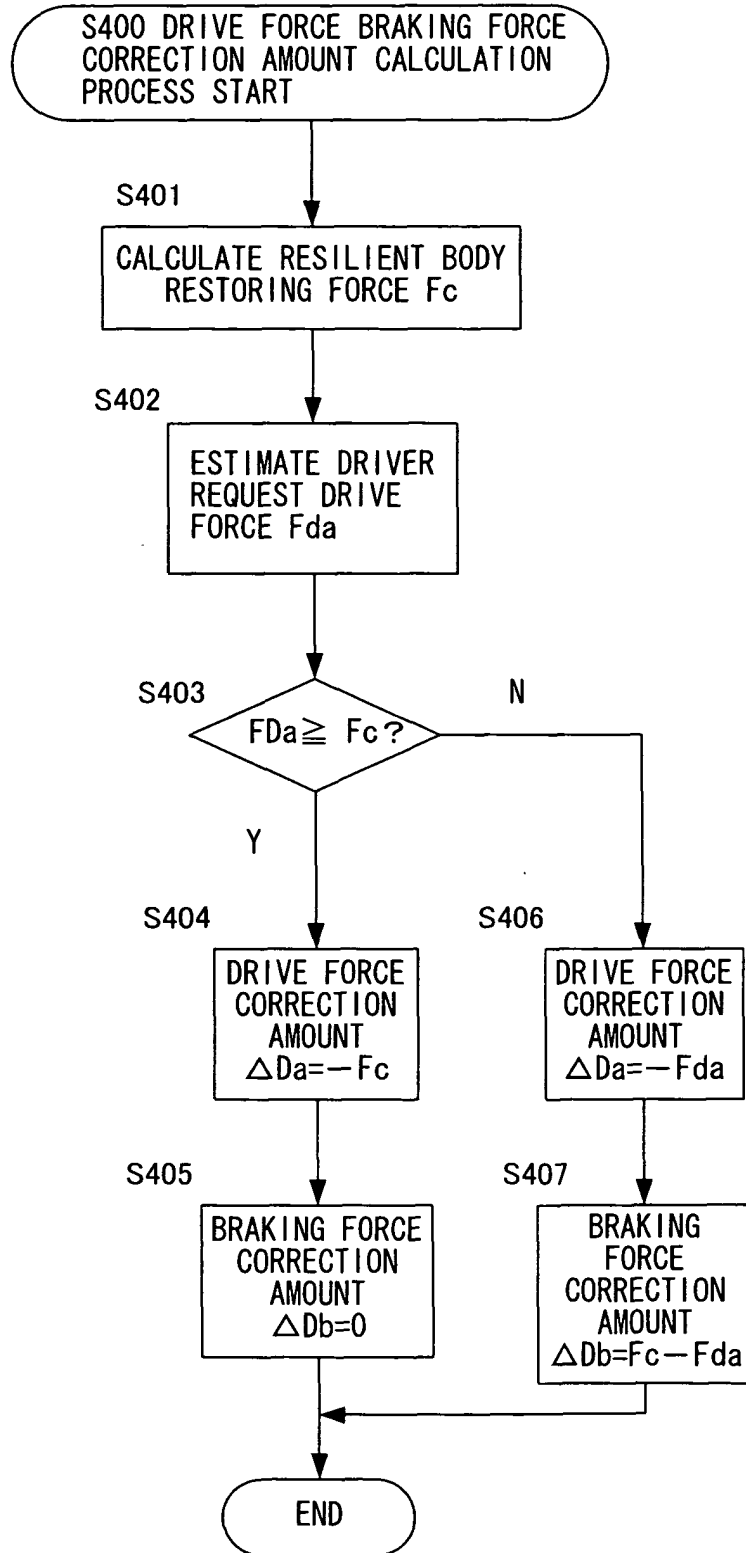 S400 DRIVE FORCE BRAKING FORCE
CORRECTION AMOUNT CALCULATION
PROCESS START
S401
CALCULATE RESILIENT BODY
RESTORING FORCE Fc
S402
ESTIMATE DRIVER
REQUEST DRIVE
FORCE Fda
S403
FDa≧ Fc?
N
Y
S404
DRIVE FORCE
CORRECTION
AMOUNT
△Da=-Fc
S406
DRIVE FORCE
CORRECTION
AMOUNT
△Da=-Fda
S405
BRAKING FORCE
CORRECTION
AMOUNT
△Db=0
S407
BRAKING
FORCE
CORRECTION
AMOUNT
△Db=Fc-Fda
END